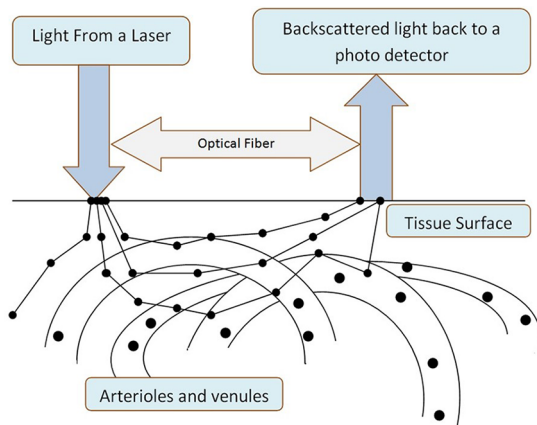 Light From a Laser
Backscattered light back to a
photo detector
Optical Fiber
Tissue Surface
Arterioles and venules